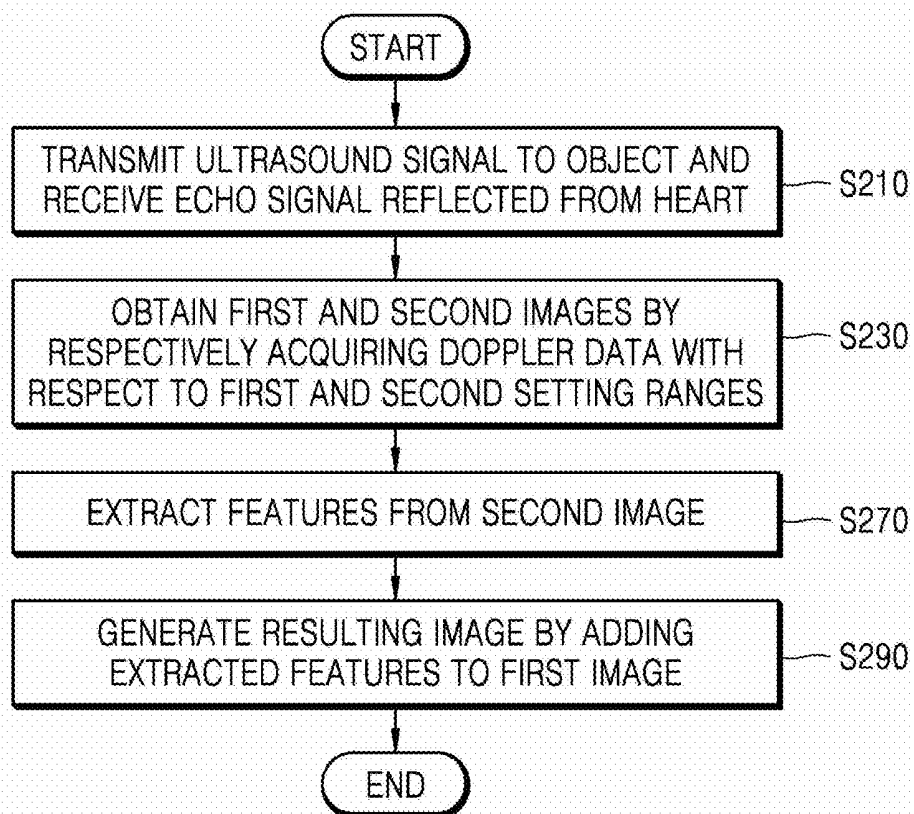 START
TRANSMIT ULTRASOUND SIGNAL TO OBJECT AND
RECEIVE ECHO SIGNAL REFLECTED FROM HEART
S210
OBTAIN FIRST AND SECOND IMAGES BY
RESPECTIVELY ACQUIRING DOPPLER DATA WITH
RESPECT TO FIRST AND SECOND SETTING RANGES
S230
EXTRACT FEATURES FROM SECOND IMAGE
S270
GENERATE RESULTING IMAGE BY ADDING
EXTRACTED FEATURES TO FIRST IMAGE
S290
END